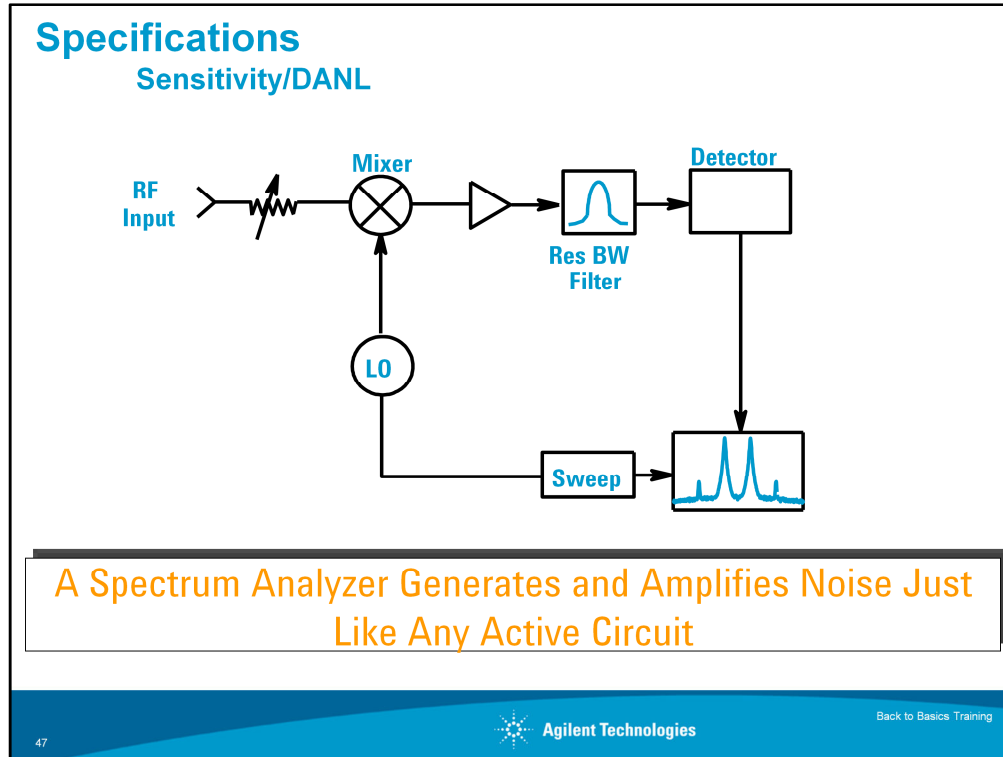 Specifications
Sensitivity/DANL
Mixer
Detector
RF
Input
Res BW
Filter
LO
Sweep
A Spectrum Analyzer Generates and Amplifies Noise Just
Like Any Active Circuit
47
Agilent Technologies
Back to Basics Training